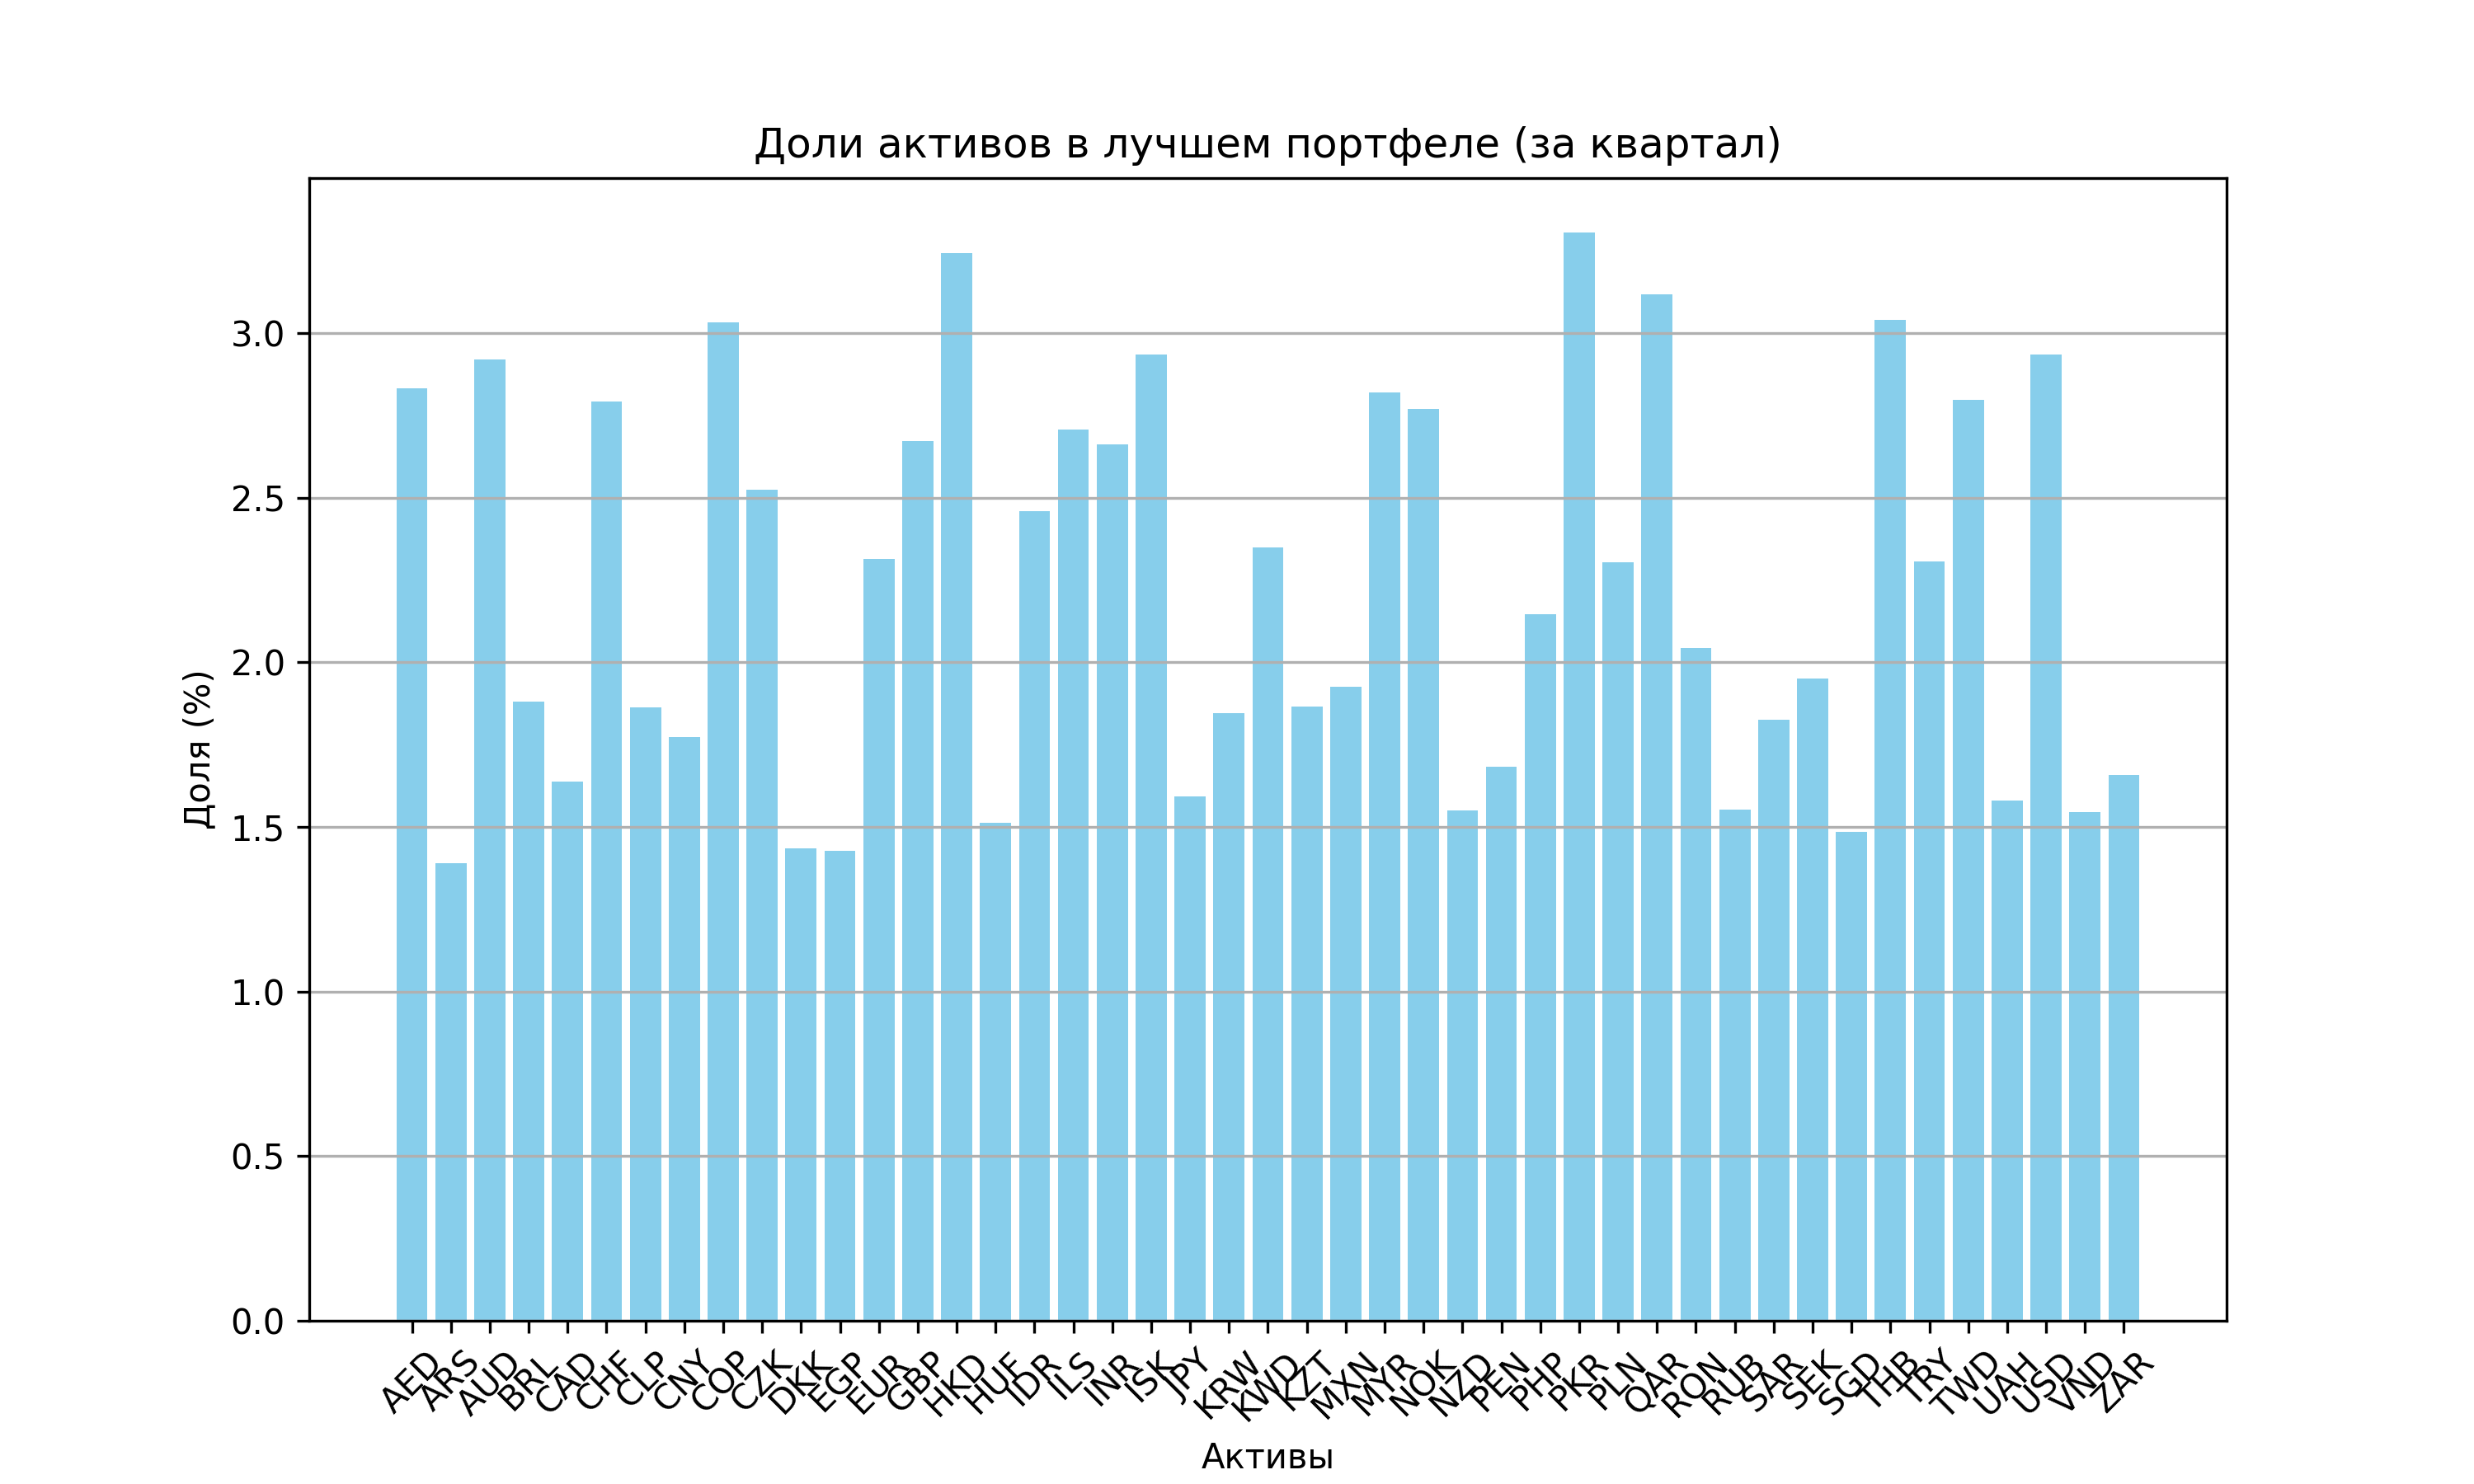 Доли активов в лучшем портфеле (за квартал)
Доля (%)
3.0
2.5
2.0
1.5
1.0
0.5
0.0
AED ARS AUD BRL CAD CHF CLP CNY COP CZK DKK EGP EUR GBP HKD HUF IDR ILS INR ISK JPY KRW KWD KZT MXN MYR NOK NZD PEN PHP PKR PLN QAR RON RUB SAR SEK SGD THB TRY TWD UAH USD VND ZAR
Активы